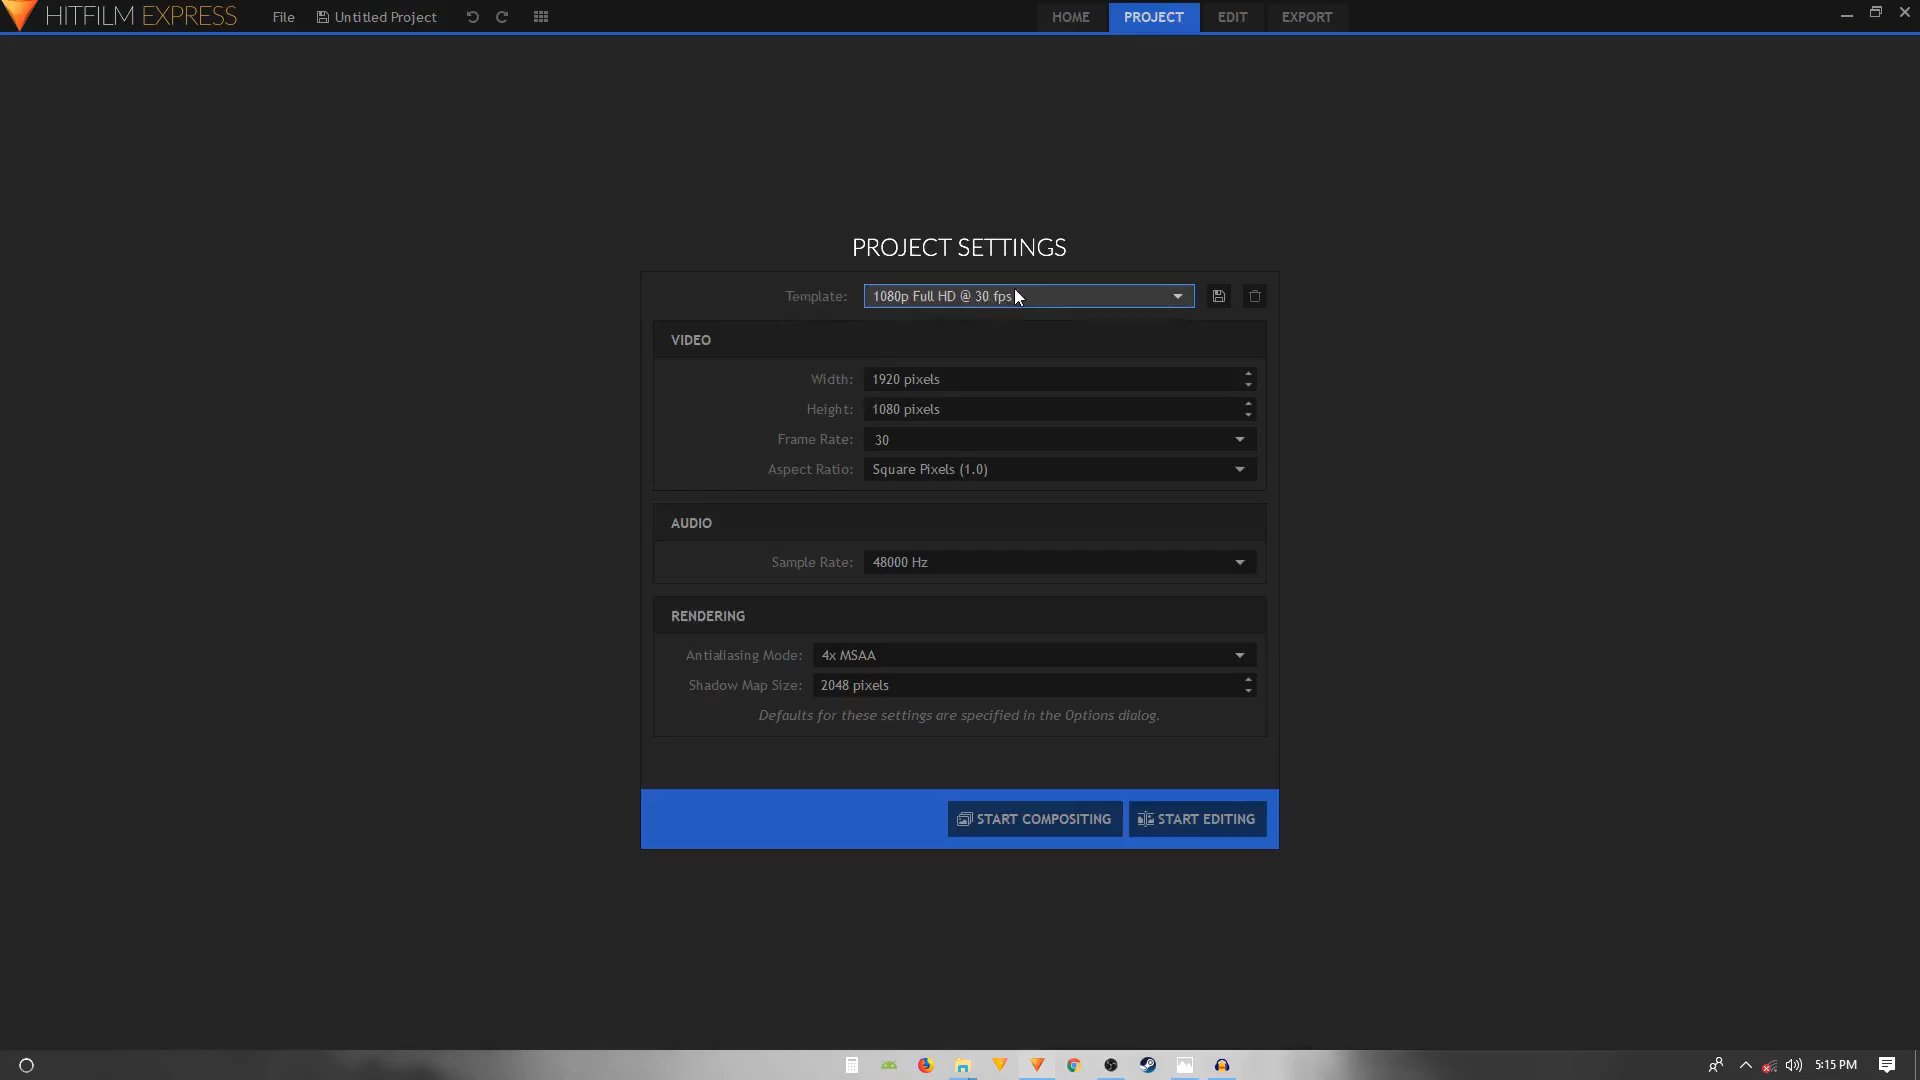 HITFILM EXPRESS File Untitled Project HOME PROJECT EDIT EXPORT
PROJECT SETTINGS
Template: 1080p Full HD @ 30 fps
VIDEO
Width: 1920 pixels
Height: 1080 pixels
Frame Rate: 30
Aspect Ratio: Square Pixels (1.0)
AUDIO
Sample Rate: 48000 Hz
RENDERING
Antialiasing Mode: 4x MSAA
Shadow Map Size: 2048 pixels
Defaults for these settings are specified in the Options dialog.
START COMPOSITING START EDITING
5:15 PM